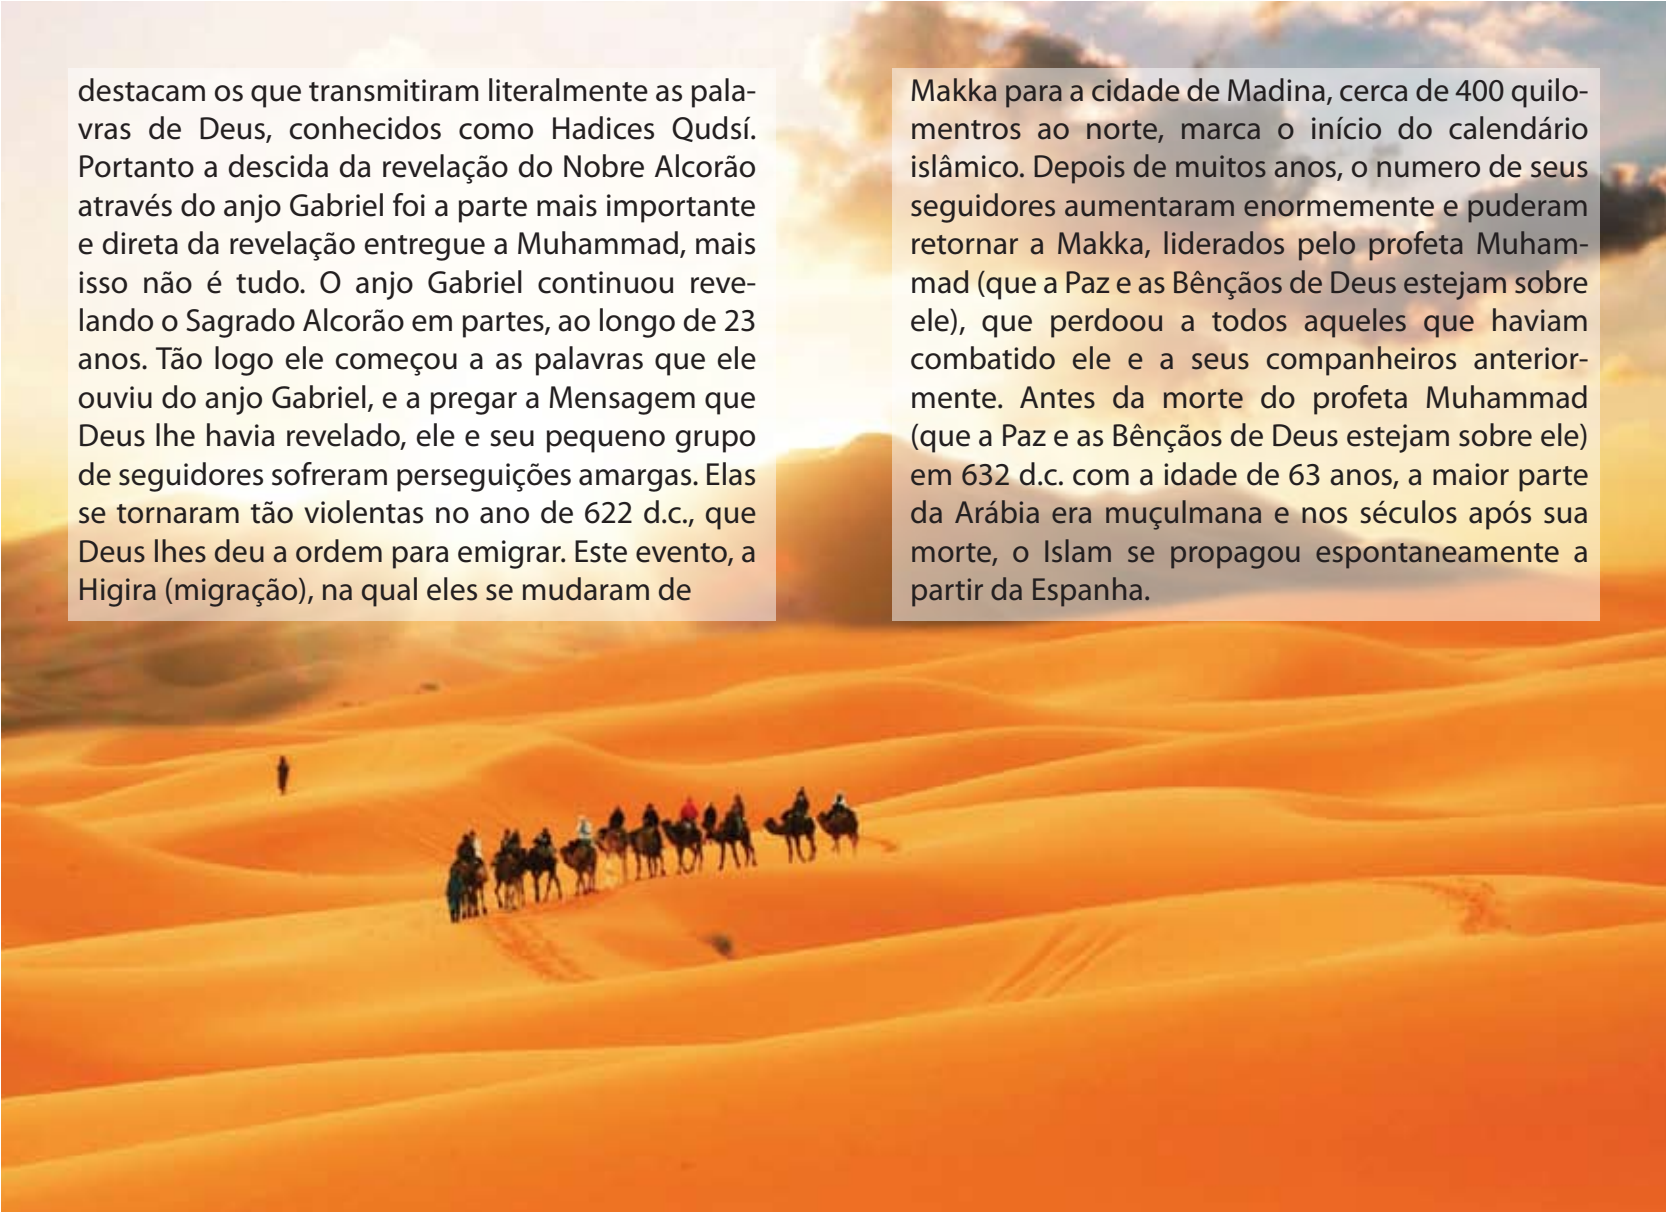 destacam os que transmitiram literalmente as pala-
vras de Deus, conhecidos como Hadices Qudsí.
Portanto a descida da revelação do Nobre Alcorão
através do anjo Gabriel foi a parte mais importante
e direta da revelação entregue a Muhammad, mais
isso não é tudo. O anjo Gabriel continuou reve-
lando o Sagrado Alcorão em partes, ao longo de 23
anos. Tão logo ele começou a as palavras que ele
ouviu do anjo Gabriel, e a pregar a Mensagem que
Deus lhe havia revelado, ele e seu pequeno grupo
de seguidores sofreram perseguições amargas. Elas
se tornaram tão violentas no ano de 622 d.c., que
Deus lhes deu a ordem para emigrar. Este evento, a
Higira (migração), na qual eles se mudaram de
Makka para a cidade de Madina, cerca de 400 quilo-
mentros ao norte, marca o início do calendário
islâmico. Depois de muitos anos, o numero de seus
seguidores aumentaram enormemente e puderam
retornar a Makka, liderados pelo profeta Muham-
mad (que a Paz e as Bênçãos de Deus estejam sobre
ele), que perdoou a todos aqueles que haviam
combatido ele e a seus companheiros anterior-
mente. Antes da morte do profeta Muhammad
(que a Paz e as Bênçãos de Deus estejam sobre ele)
em 632 d.c. com a idade de 63 anos, a maior parte
da Arábia era muçulmana e nos séculos após sua
morte, o Islam se propagou espontaneamente a
partir da Espanha.